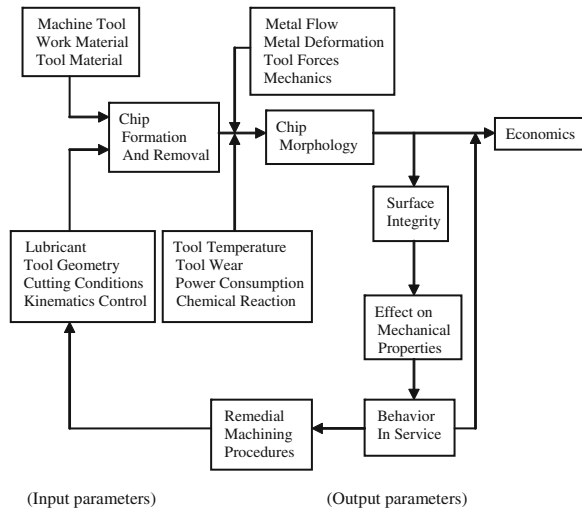 Machine Tool
Work Material
Tool Material
Metal Flow
Metal Deformation
Tool Forces
Mechanics
Chip
Formation
And Removal
Chip
Morphology
Economics
Surface
Integrity
Lubricant
Tool Geometry
Cutting Conditions
Kinematics Control
Tool Temperature
Tool Wear
Power Consumption
Chemical Reaction
Effect on
Mechanical
Properties
Remedial
Machining
Procedures
Behavior
In Service
(Input parameters)
(Output parameters)